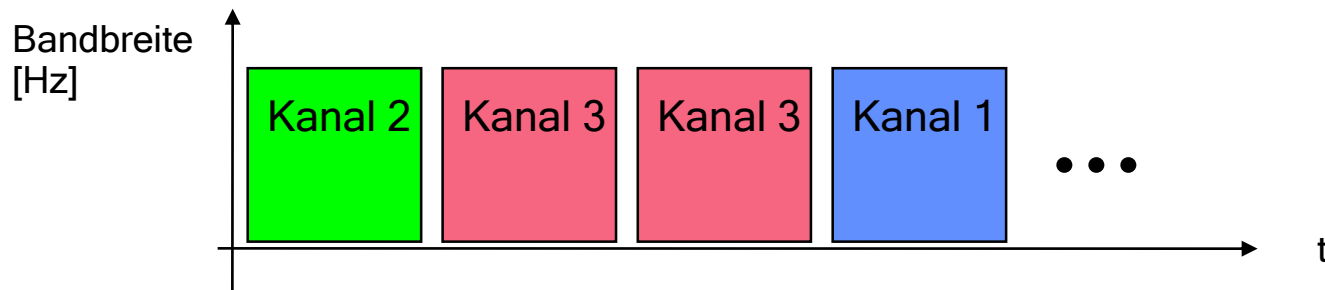 Bandbreite
[Hz]
Kanal 2 Kanal 3 Kanal 3 Kanal 1
t